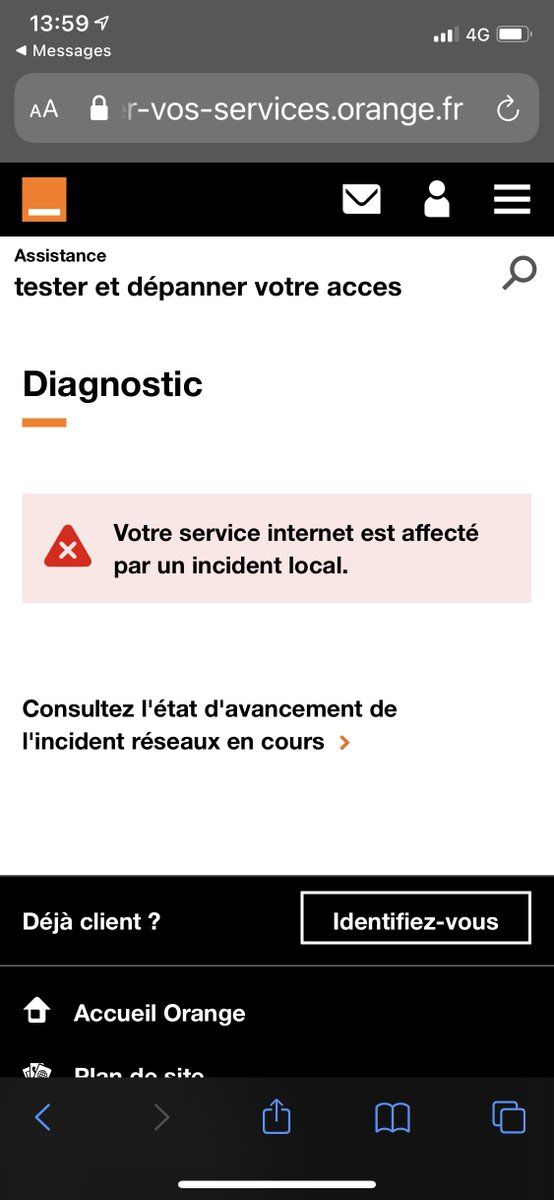 13:59
Messages
4G
AA
r-vos-services.orange.fr
Assistance
tester et dépanner votre acces
Diagnostic
Votre service internet est affecté
par un incident local.
Consultez l'état d'avancement de
l'incident réseaux en cours
Déjà client ?
Identifiez-vous
Accueil Orange
Plan de site